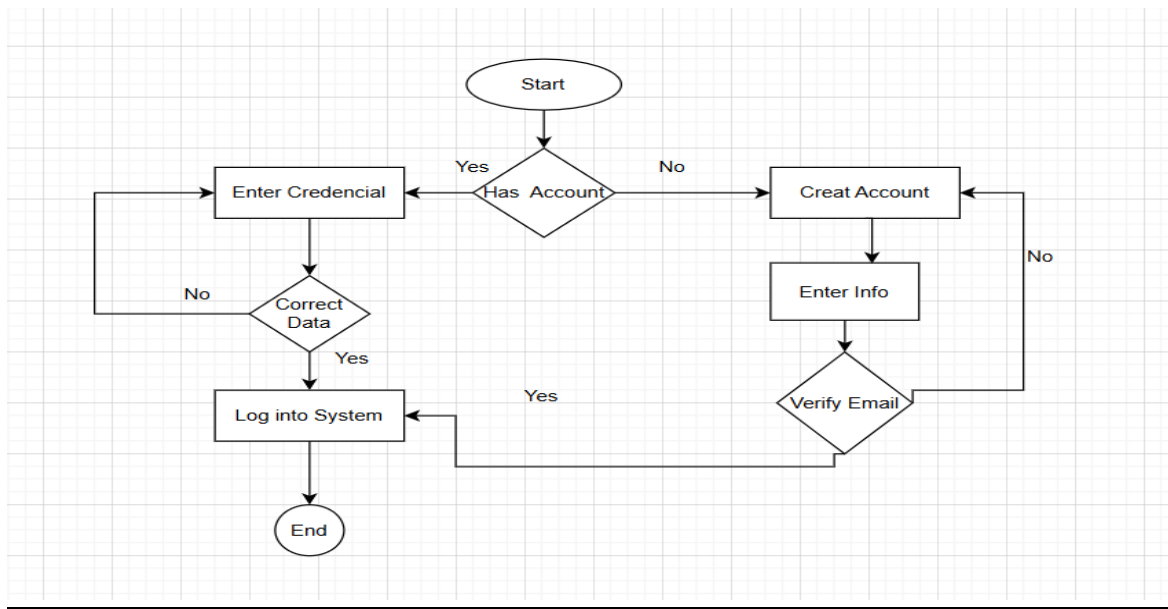 Start
Yes
No
Enter Credencial
Has Account
Creat Account
No
Enter Info
No
Correct
Data
Yes
Yes
Verify Email
Log into System
End